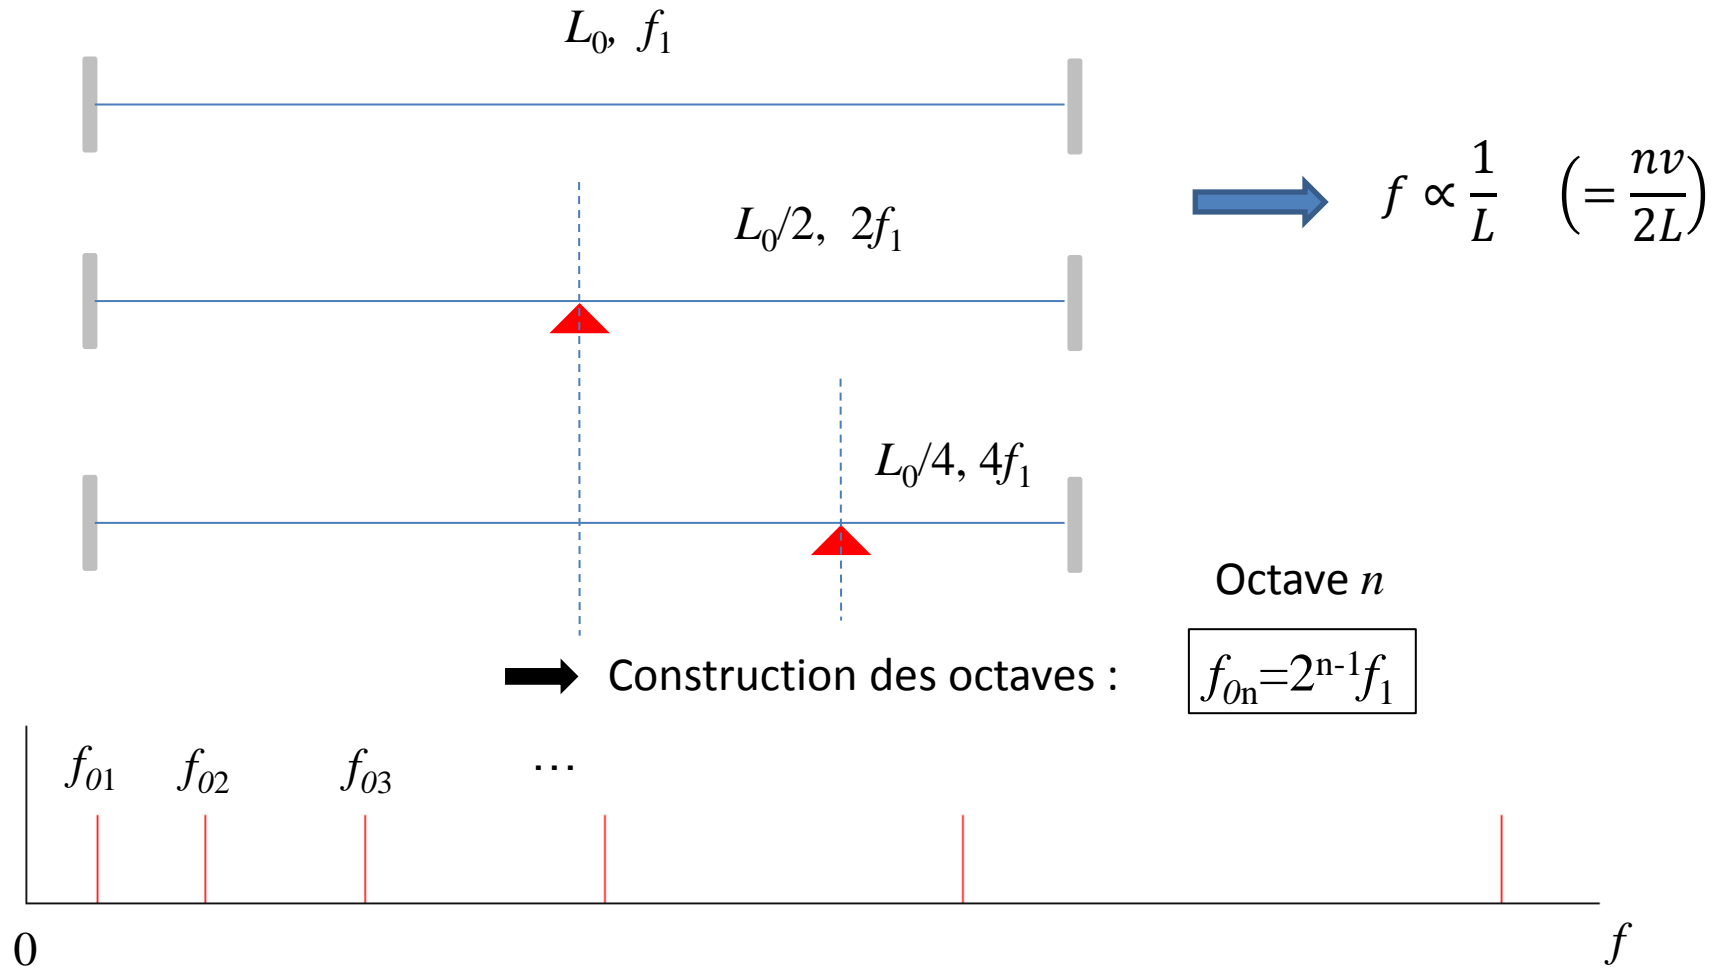 L₀, f₁
f ∝ 1/L (= nv/2L)
L₀/2, 2f₁
L₀/4, 4f₁
Octave n
Construction des octaves : f₀ₙ=2ⁿ⁻¹f₁
f₀₁ f₀₂ f₀₃ ...
0 f